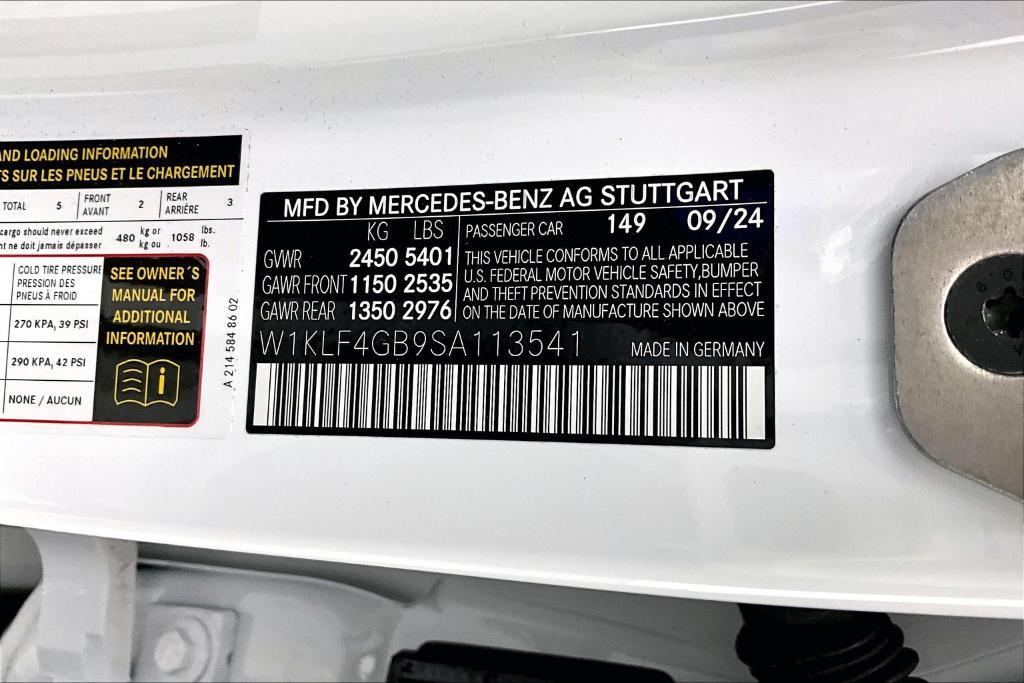 ND LOADING INFORMATION
TS SUR LES PNEUS ET LE CHARGEMENT
TOTAL 5 FRONT AVANT 2 REAR ARRIÈRE 3
cargo should never exceed 480 kg or 1058 lbs.
nt ne doit jamais dépasser kg ou lb.
COLD TIRE PRESSURE
PRESSION DES
PNEUS À FROID
270 KPA, 39 PSI
290 KPA, 42 PSI
NONE / AUCUN
SEE OWNER´S
MANUAL FOR
ADDITIONAL
INFORMATION
i
A 214 584 86 02
MFD BY MERCEDES-BENZ AG STUTTGART
KG LBS
GVWR 2450 5401
GAWR FRONT 1150 2535
GAWR REAR 1350 2976
PASSENGER CAR 149 09/24
THIS VEHICLE CONFORMS TO ALL APPLICABLE
U.S. FEDERAL MOTOR VEHICLE SAFETY,BUMPER
AND THEFT PREVENTION STANDARDS IN EFFECT
ON THE DATE OF MANUFACTURE SHOWN ABOVE
W1KLF4GB9SA113541 MADE IN GERMANY